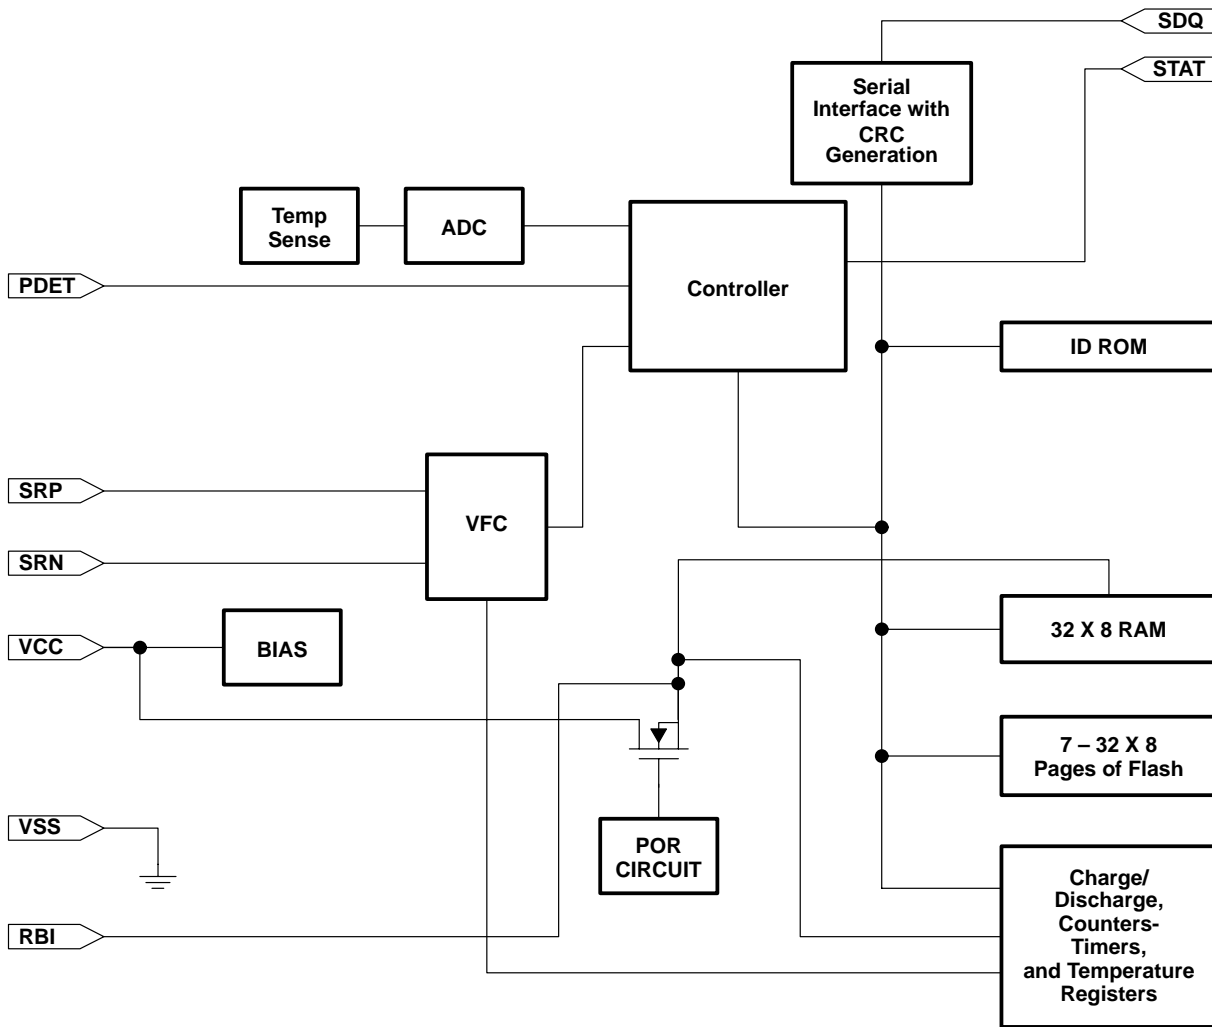 SDQ
STAT
Serial
Interface with
CRC
Generation
Temp
Sense
ADC
PDET
Controller
ID ROM
SRP
VFC
SRN
VCC
BIAS
32 X 8 RAM
7 – 32 X 8
Pages of Flash
VSS
POR
CIRCUIT
RBI
Charge/
Discharge,
Counters-
Timers,
and Temperature
Registers